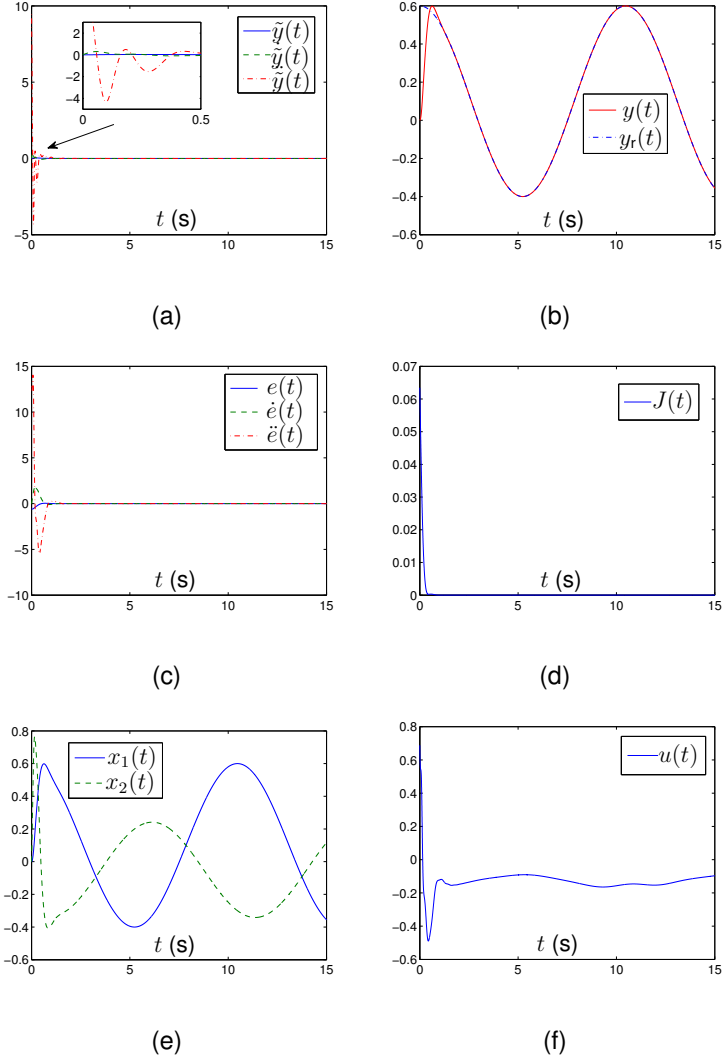 10
5
0
−5
0 5 10 15
t (s)
0
−2
−4
0 0.5
ỹ(t)
ỹ̇(t)
ỹ̈(t)
(a)
0.6
0.4
0.2
0
−0.2
−0.4
−0.6
0 5 10 15
t (s)
y(t)
yᵣ(t)
(b)
15
10
5
0
−5
−10
0 5 10 15
t (s)
e(t)
ė(t)
ë(t)
(c)
0.07
0.06
0.05
0.04
0.03
0.02
0.01
0
0 5 10 15
t (s)
J(t)
(d)
0.8
0.6
0.4
0.2
0
−0.2
−0.4
−0.6
0 5 10 15
t (s)
x₁(t)
x₂(t)
(e)
0.8
0.6
0.4
0.2
0
−0.2
−0.4
−0.6
0 5 10 15
t (s)
u(t)
(f)